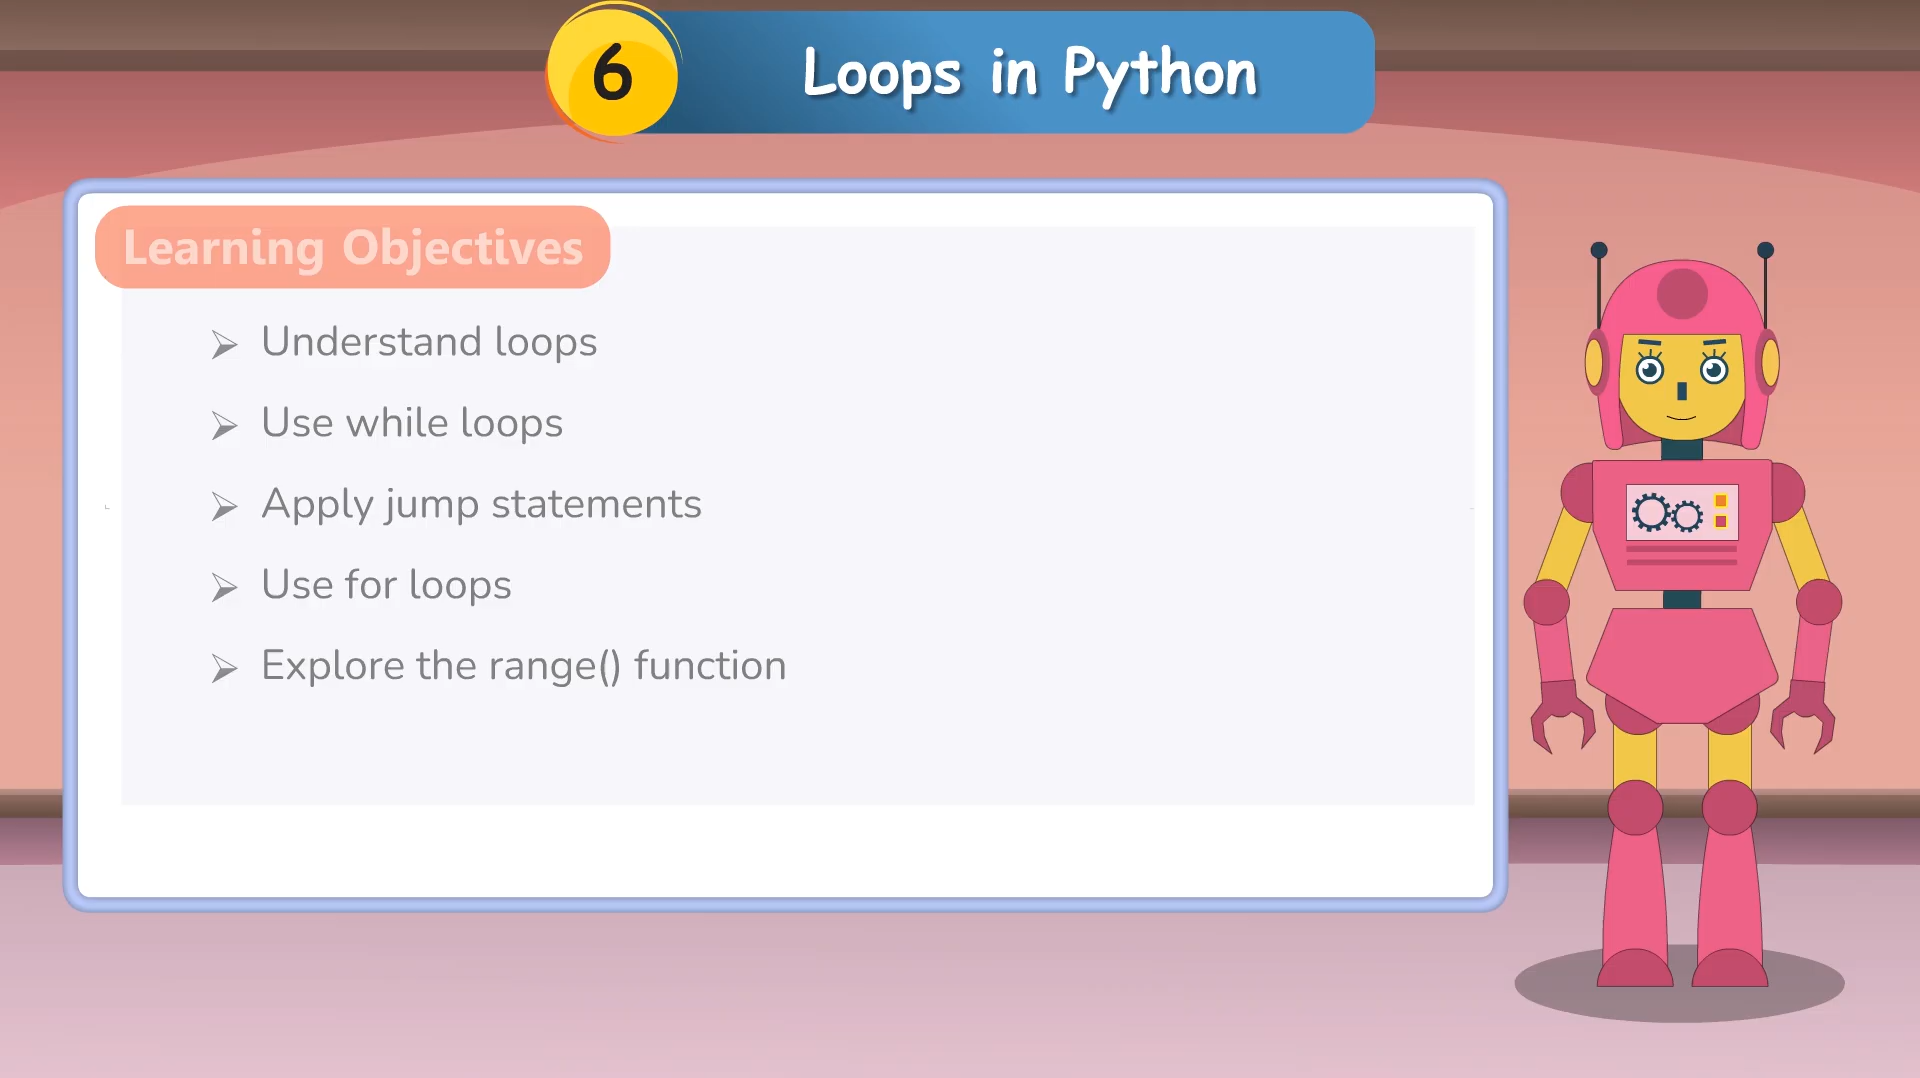 6
Loops in Python
Learning Objectives
Understand loops
Use while loops
Apply jump statements
Use for loops
Explore the range() function